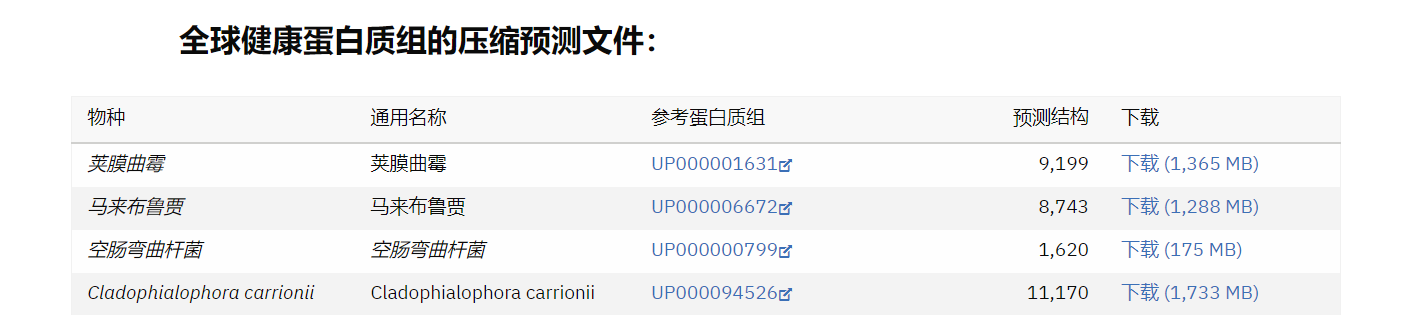 全球健康蛋白质组的压缩预测文件：
物种 通用名称 参考蛋白质组 预测结构 下载
荚膜曲霉 荚膜曲霉 UP000001631 9,199 下载 (1,365 MB)
马来布鲁贾 马来布鲁贾 UP000006672 8,743 下载 (1,288 MB)
空肠弯曲杆菌 空肠弯曲杆菌 UP000000799 1,620 下载 (175 MB)
Cladophialophora carrionii Cladophialophora carrionii UP000094526 11,170 下载 (1,733 MB)